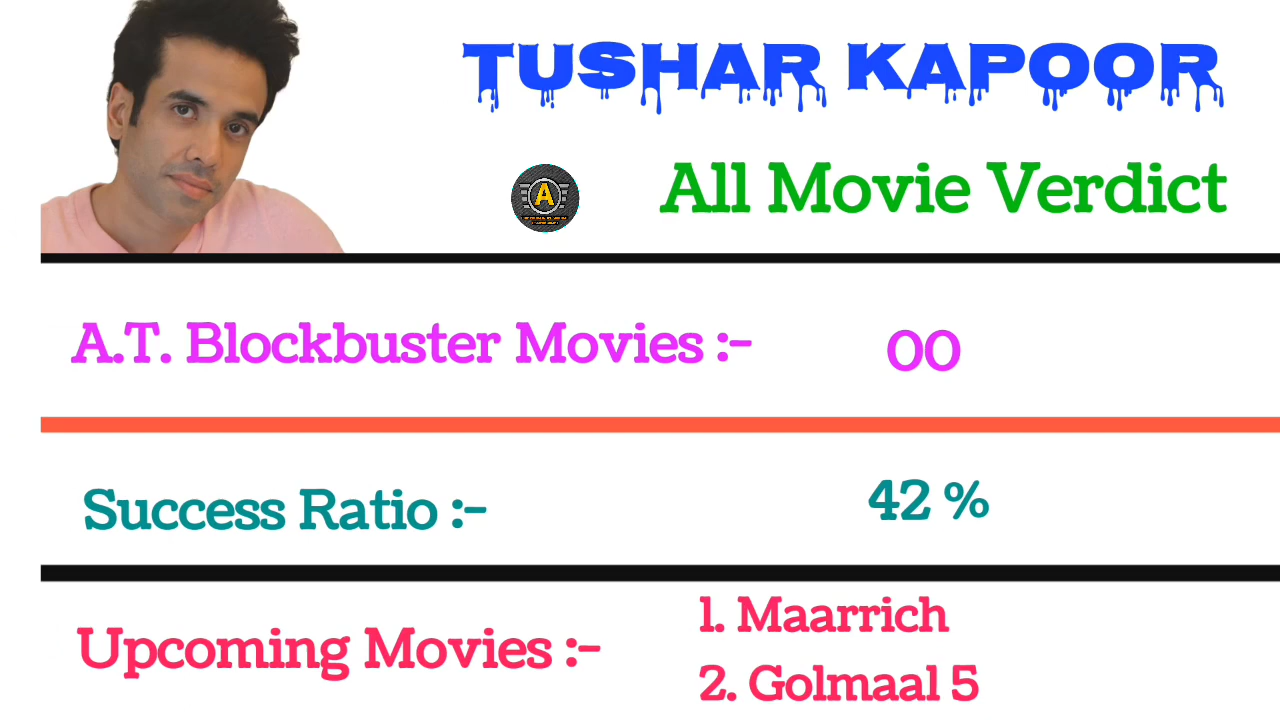 TUSHAR KAPOOR
A
All Movie Verdict
A.T. Blockbuster Movies :- 00
Success Ratio :- 42 %
Upcoming Movies :- 1. Maarrich
2. Golmaal 5